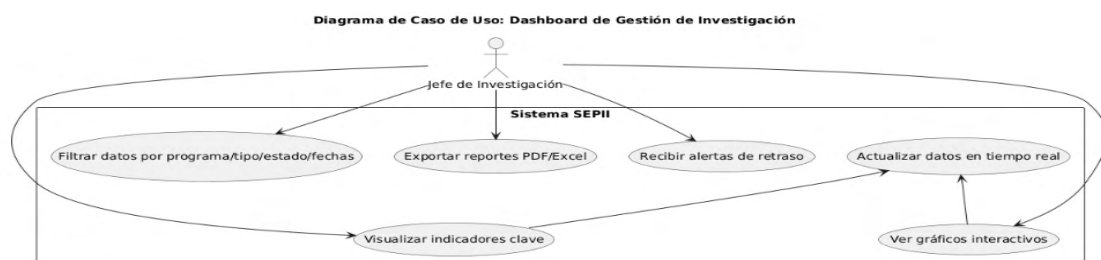 Diagrama de Caso de Uso: Dashboard de Gestión de Investigación
Jefe de Investigación
Sistema SEPII
Filtrar datos por programa/tipo/estado/fechas
Exportar reportes PDF/Excel
Recibir alertas de retraso
Actualizar datos en tiempo real
Visualizar indicadores clave
Ver gráficos interactivos